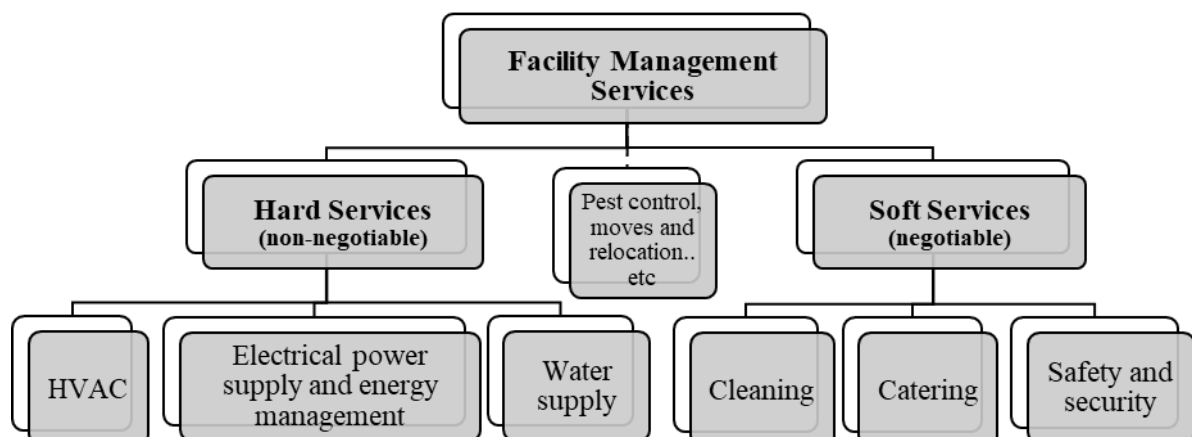 Facility Management
Services
Hard Services
(non-negotiable)
Pest control,
moves and
relocation..
etc
Soft Services
(negotiable)
HVAC
Electrical power
supply and energy
management
Water
supply
Cleaning
Catering
Safety and
security